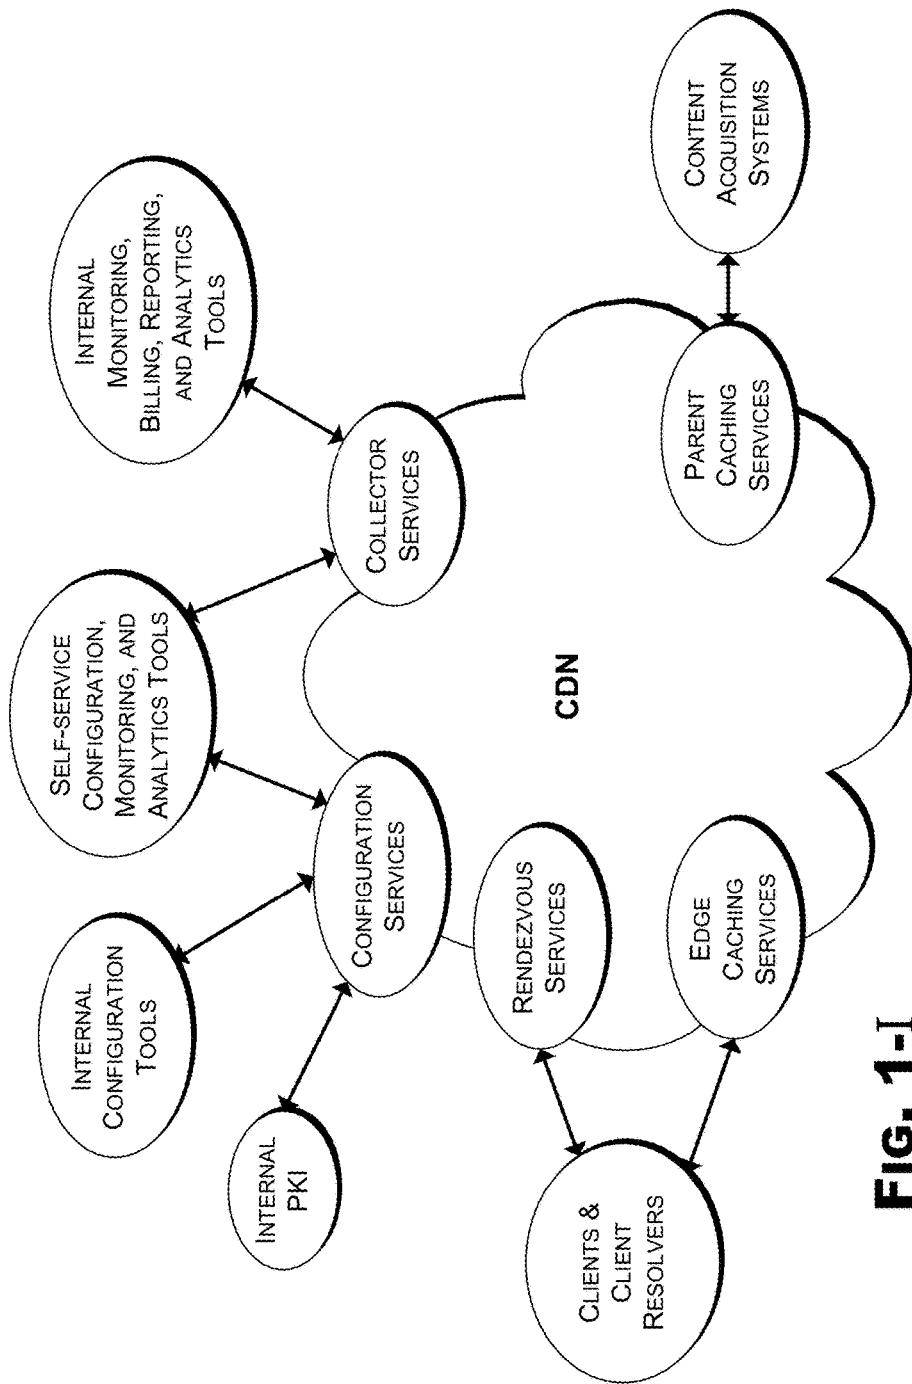 INTERNAL
PKI
INTERNAL
CONFIGURATION
TOOLS
SELF-SERVICE
CONFIGURATION,
MONITORING, AND
ANALYTICS TOOLS
INTERNAL
MONITORING,
BILLING, REPORTING,
AND ANALYTICS
TOOLS
CONFIGURATION
SERVICES
COLLECTOR
SERVICES
CLIENTS &
CLIENT
RESOLVERS
RENDEZVOUS
SERVICES
EDGE
CACHING
SERVICES
CDN
PARENT
CACHING
SERVICES
CONTENT
ACQUISITION
SYSTEMS
FIG. 1-I